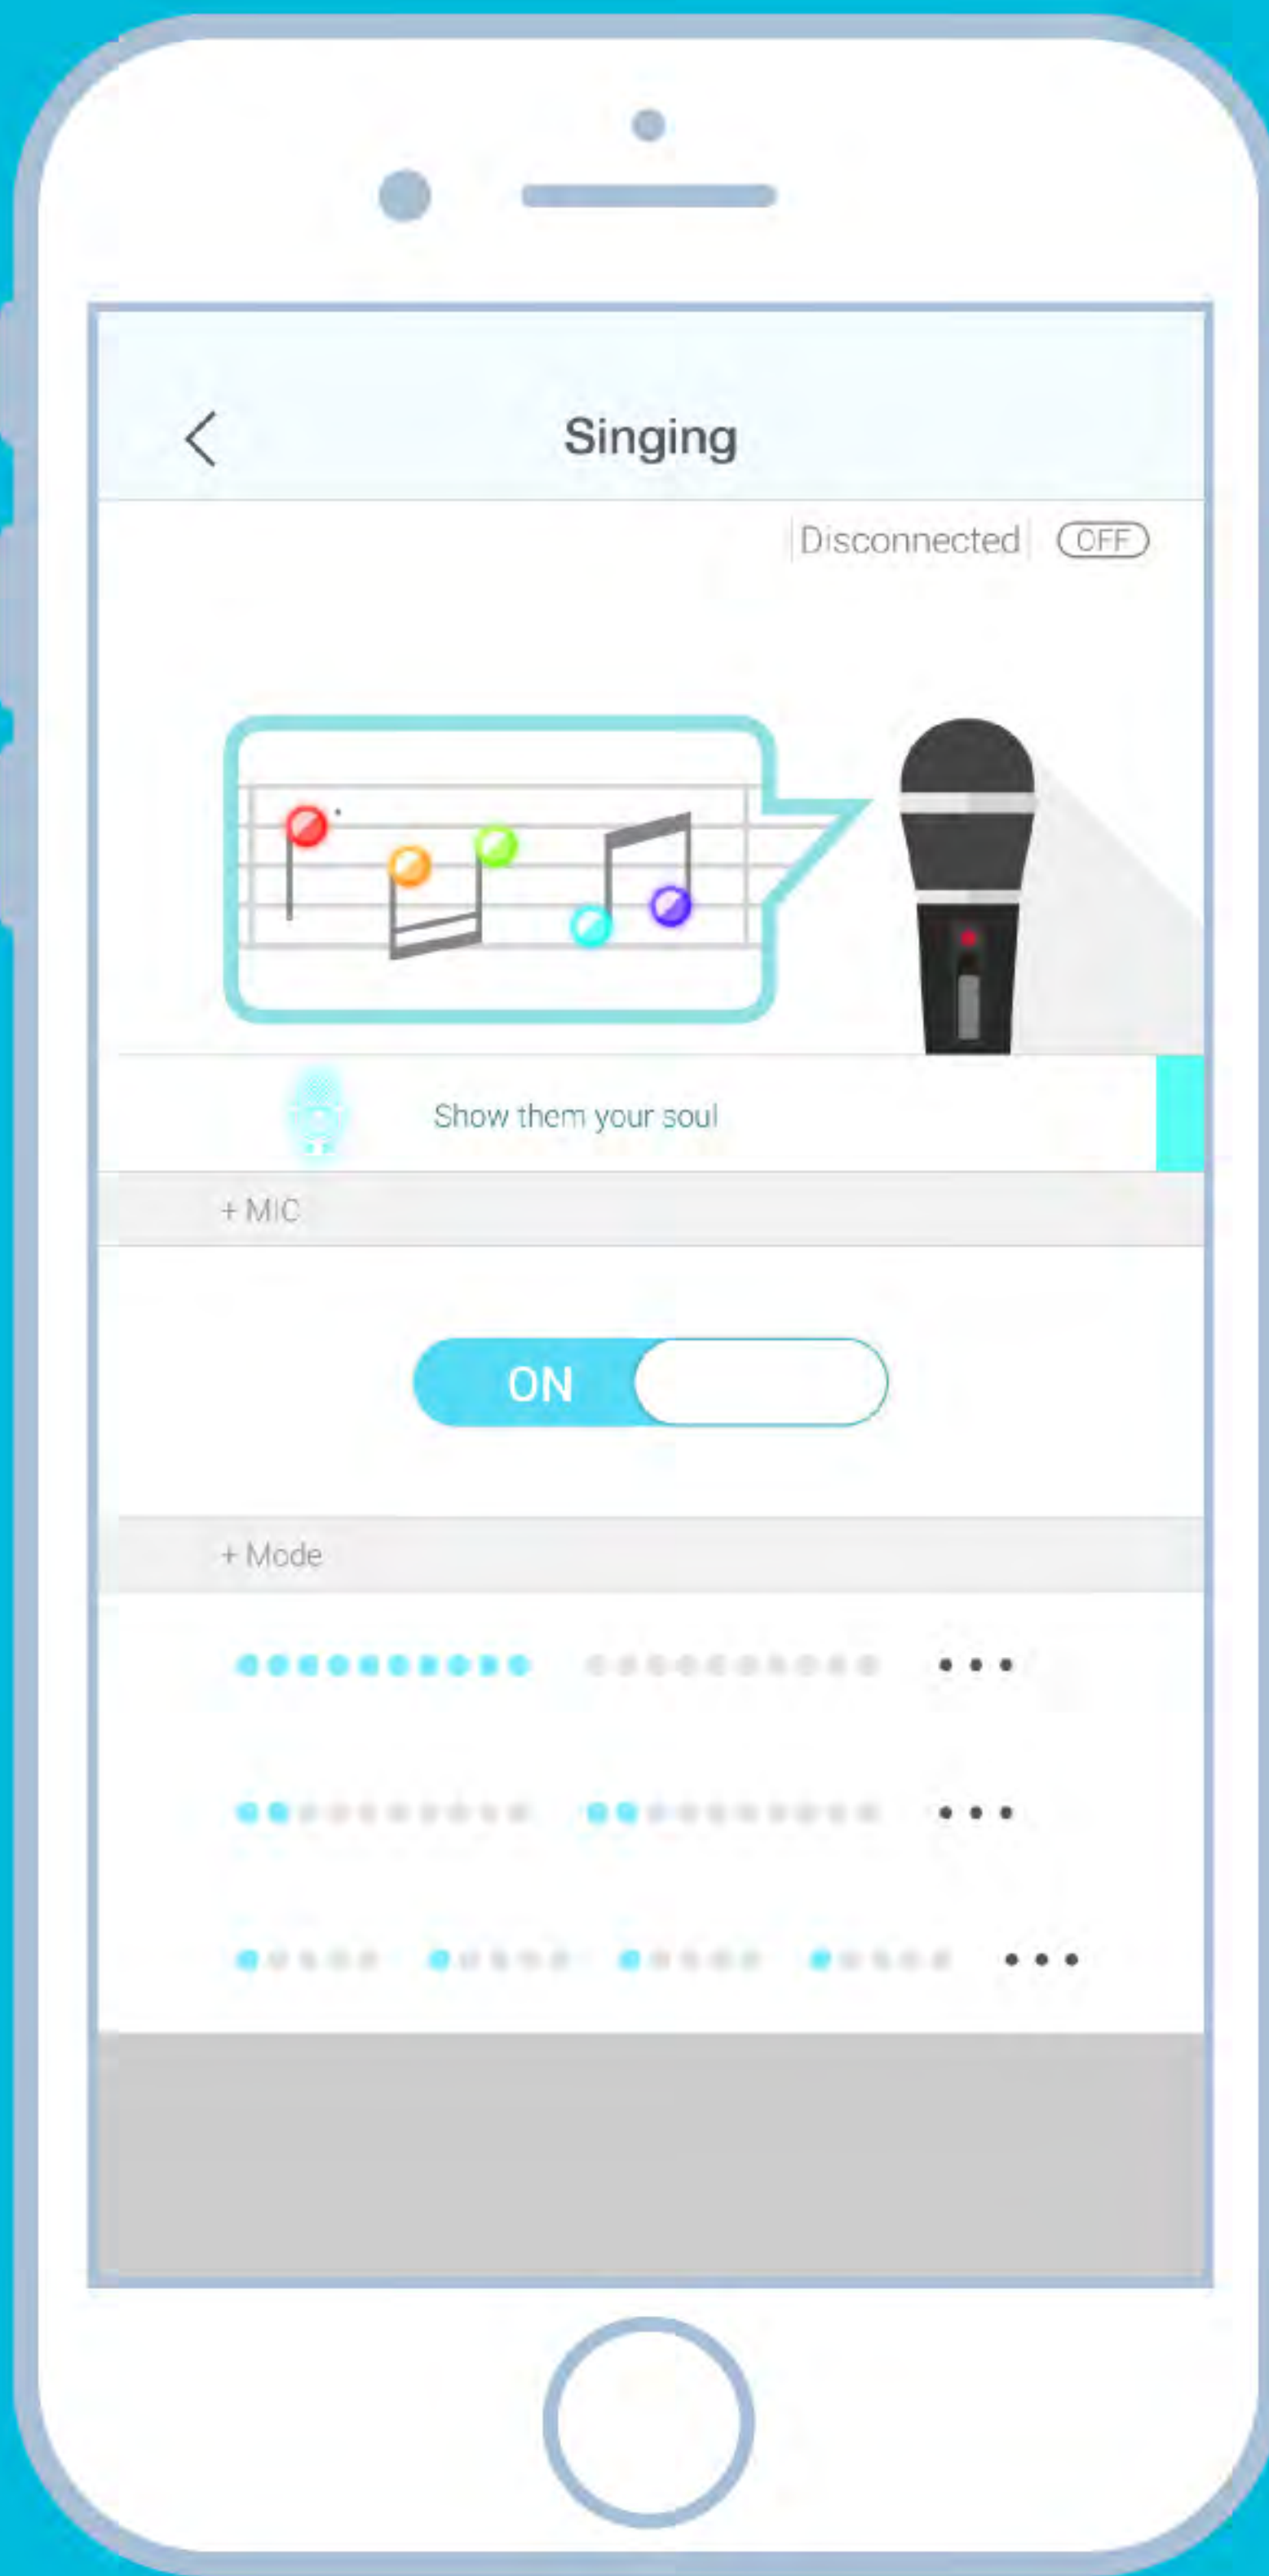 Singing
Disconnected OFF
Show them your soul
+ MIC
ON
+ Mode